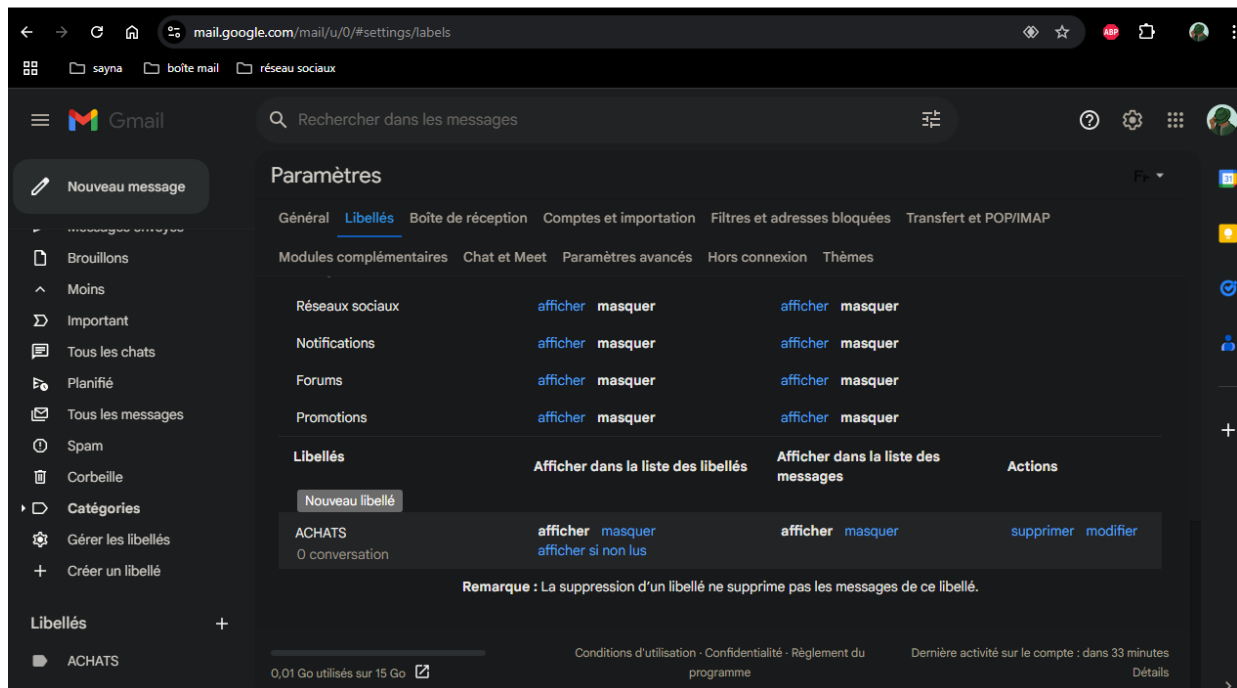 mail.google.com/mail/u/0/#settings/labels
ABP
sayna boîte mail réseau sociaux
Gmail
Rechercher dans les messages
Nouveau message
Messages envoyés
Brouillons
Moins
Important
Tous les chats
Planifié
Tous les messages
Spam
Corbeille
Catégories
Gérer les libellés
Créer un libellé
Libellés
ACHATS
Paramètres
Général Libellés Boîte de réception Comptes et importation Filtres et adresses bloquées Transfert et POP/IMAP
Modules complémentaires Chat et Meet Paramètres avancés Hors connexion Thèmes
Réseaux sociaux afficher masquer afficher masquer
Notifications afficher masquer afficher masquer
Forums afficher masquer afficher masquer
Promotions afficher masquer afficher masquer
Libellés Afficher dans la liste des libellés Afficher dans la liste des
messages Actions
Nouveau libellé
ACHATS afficher masquer afficher masquer supprimer modifier
0 conversation afficher si non lus
Remarque : La suppression d'un libellé ne supprime pas les messages de ce libellé.
0,01 Go utilisés sur 15 Go
Conditions d'utilisation · Confidentialité · Règlement du
programme
Dernière activité sur le compte : dans 33 minutes
Détails
31